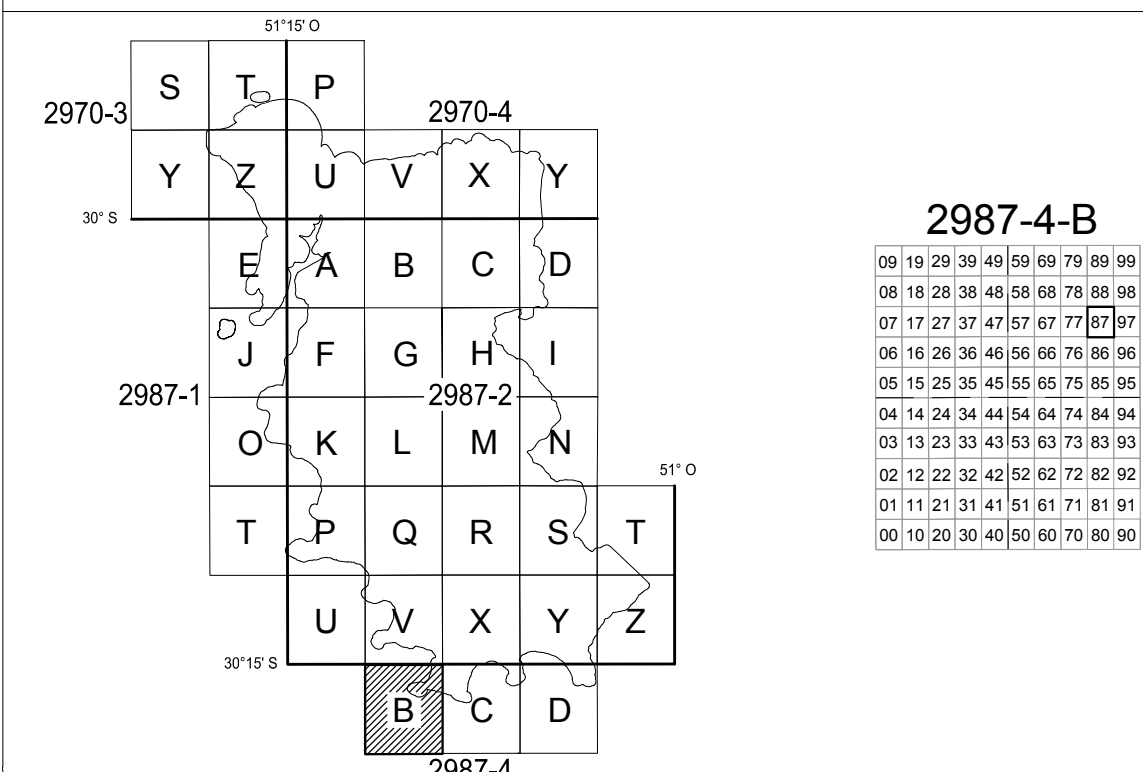 51°15' O
S T P
2970-3 2970-4
Y Z U V X Y
30° S
E A B C D
J F G H I
2987-1 2987-2
O K L M N
51° O
T P Q R S T
U V X Y Z
30°15' S
B C D
2987-4
2987-4-B
09 19 29 39 49 59 69 79 89 99
08 18 28 38 48 58 68 78 88 98
07 17 27 37 47 57 67 77 87 97
06 16 26 36 46 56 66 76 86 96
05 15 25 35 45 55 65 75 85 95
04 14 24 34 44 54 64 74 84 94
03 13 23 33 43 53 63 73 83 93
02 12 22 32 42 52 62 72 82 92
01 11 21 31 41 51 61 71 81 91
00 10 20 30 40 50 60 70 80 90